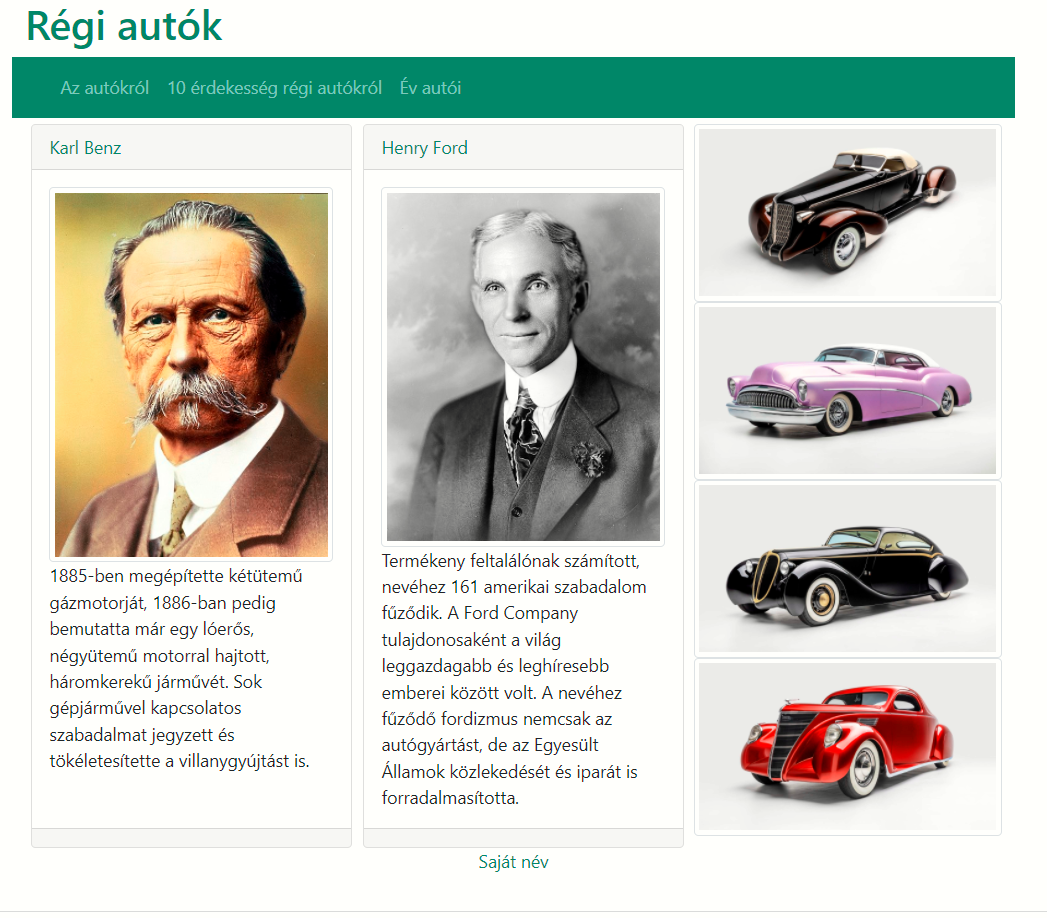 Régi autók
Az autókról 10 érdekesség régi autókról Év autói
Karl Benz
1885-ben megépítette kétütemű
gázmotorját, 1886-ban pedig
bemutatta már egy lóerős,
négyütemű motorral hajtott,
háromkerekű járművét. Sok
gépjárművel kapcsolatos
szabadalmat jegyzett és
tökéletesítette a villanygyújtást is.
Henry Ford
Termékeny feltalálónak számított,
nevéhez 161 amerikai szabadalom
fűződik. A Ford Company
tulajdonosaként a világ
leggazdagabb és leghíresebb
emberei között volt. A nevéhez
fűződő fordizmus nemcsak az
autógyártást, de az Egyesült
Államok közlekedését és iparát is
forradalmasította.
Saját név